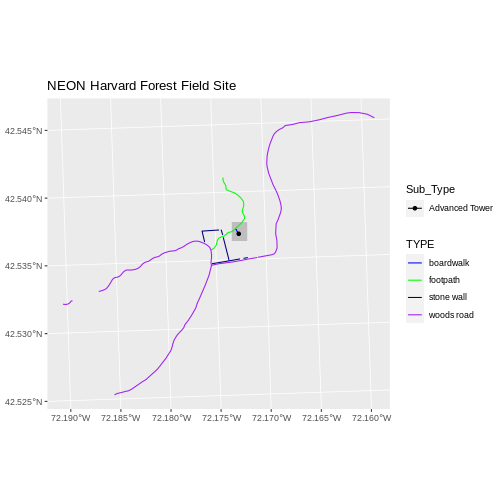 NEON Harvard Forest Field Site
42.545°N
42.540°N
42.535°N
42.530°N
42.525°N
72.190°W 72.185°W 72.180°W 72.175°W 72.170°W 72.165°W 72.160°W
Sub_Type
Advanced Tower
TYPE
boardwalk
footpath
stone wall
woods road